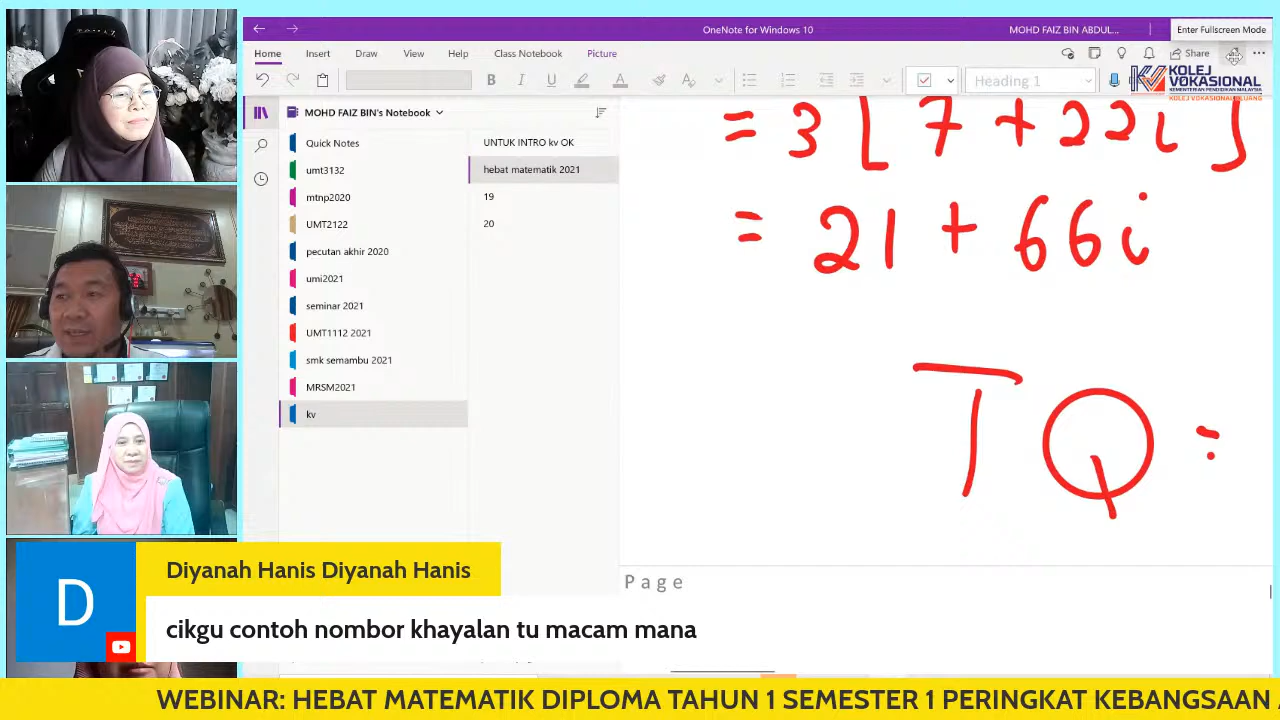 OneNote for Windows 10
MOHD FAIZ BIN ABDUL...
Enter Fullscreen Mode
Home Insert Draw View Help Class Notebook Picture
Share
B I U A
Heading 1
KOLEJ
VOKASIONAL
KEMENTERIAN PENDIDIKAN MALAYSIA
MOHD FAIZ BIN's Notebook
Quick Notes
umt3132
mtnp2020
UMT2122
pecutan akhir 2020
umi2021
seminar 2021
UMT1112 2021
smk semambu 2021
MRSM2021
kv
UNTUK INTRO kv OK
hebat matematik 2021
19
20
= 3 [ 7 + 22i ]
= 21 + 66i
TQ :
Page
D
Diyanah Hanis Diyanah Hanis
cikgu contoh nombor khayalan tu macam mana
WEBINAR: HEBAT MATEMATIK DIPLOMA TAHUN 1 SEMESTER 1 PERINGKAT KEBANGSAAN